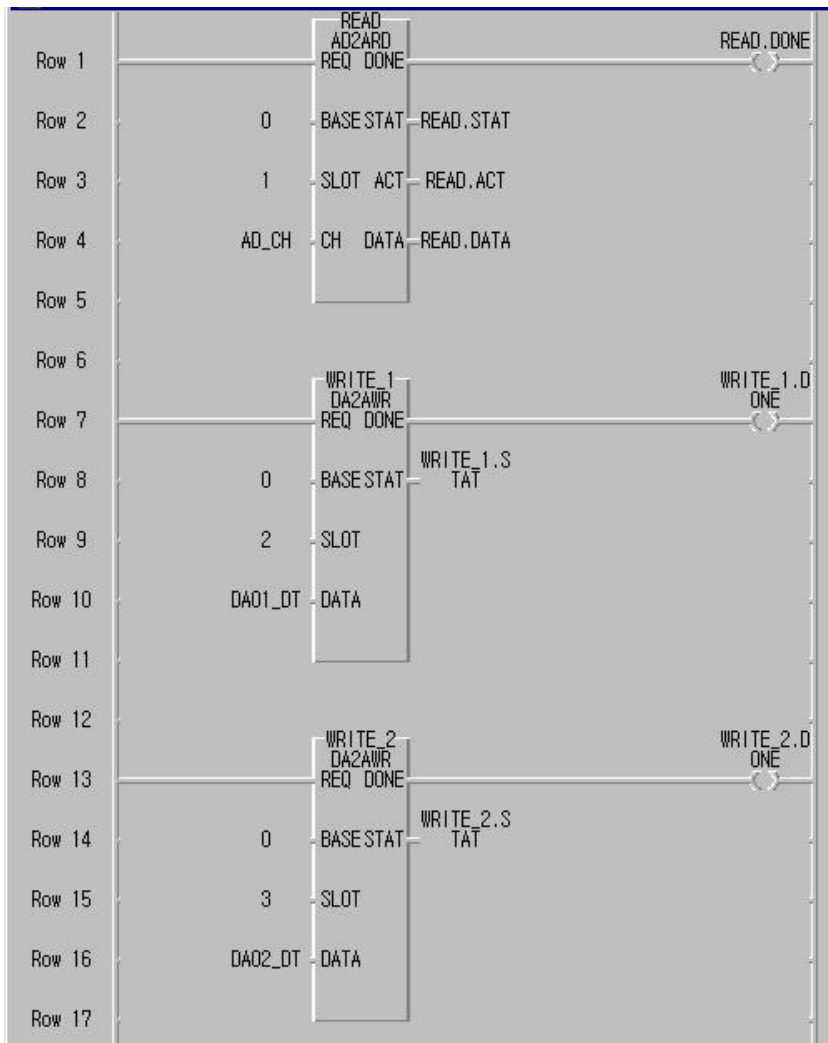 READ
AD2ARD READ.DONE
Row 1 REQ DONE ( )
Row 2 0 BASE STAT READ.STAT
Row 3 1 SLOT ACT READ.ACT
Row 4 AD_CH CH DATA READ.DATA
Row 5
Row 6
WRITE_1 WRITE_1.D
DA2AWR ONE
Row 7 REQ DONE ( )
WRITE_1.S
Row 8 0 BASE STAT TAT
Row 9 2 SLOT
Row 10 DA01_DT DATA
Row 11
Row 12
WRITE_2 WRITE_2.D
DA2AWR ONE
Row 13 REQ DONE ( )
WRITE_2.S
Row 14 0 BASE STAT TAT
Row 15 3 SLOT
Row 16 DA02_DT DATA
Row 17